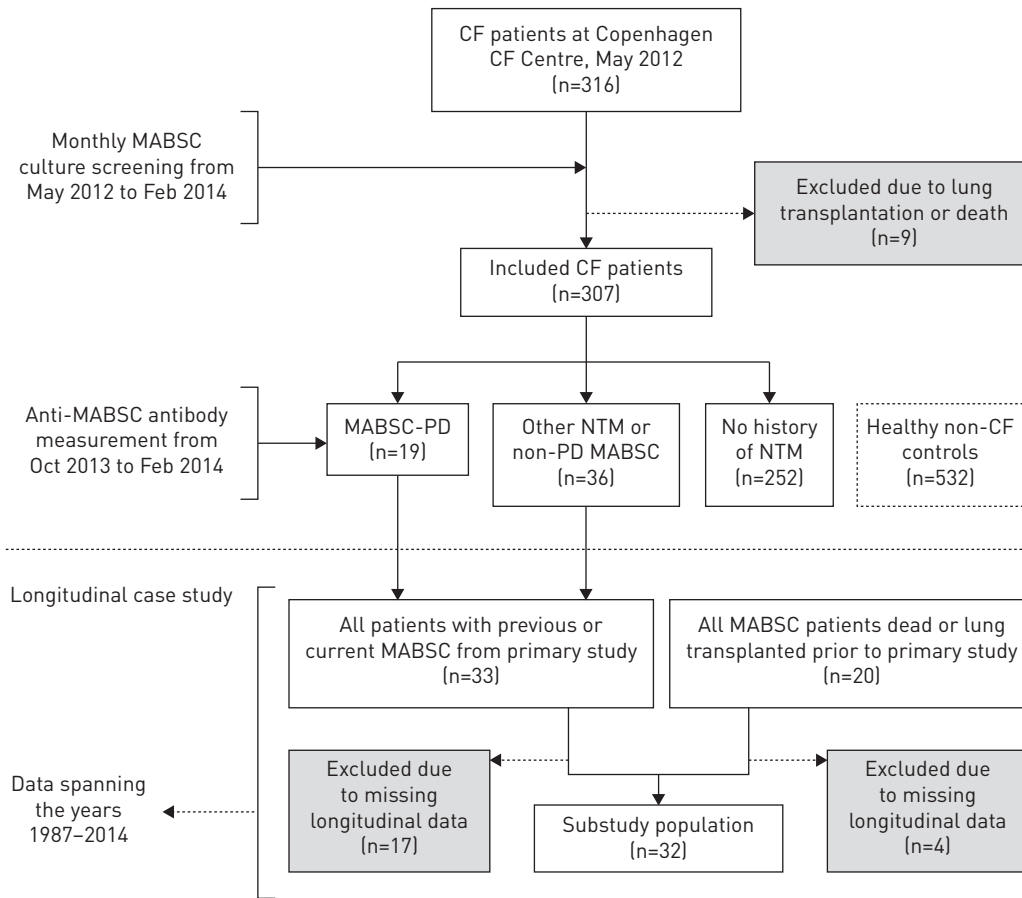 CF patients at Copenhagen
CF Centre, May 2012
(n=316)
Monthly MABSC
culture screening from
May 2012 to Feb 2014
Excluded due to lung
transplantation or death
(n=9)
Included CF patients
(n=307)
Anti-MABSC antibody
measurement from
Oct 2013 to Feb 2014
MABSC-PD
(n=19)
Other NTM or
non-PD MABSC
(n=36)
No history
of NTM
(n=252)
Healthy non-CF
controls
(n=532)
Longitudinal case study
All patients with previous or
current MABSC from primary study
(n=33)
All MABSC patients dead or lung
transplanted prior to primary study
(n=20)
Data spanning
the years
1987–2014
Excluded due
to missing
longitudinal data
(n=17)
Substudy population
(n=32)
Excluded due
to missing
longitudinal data
(n=4)